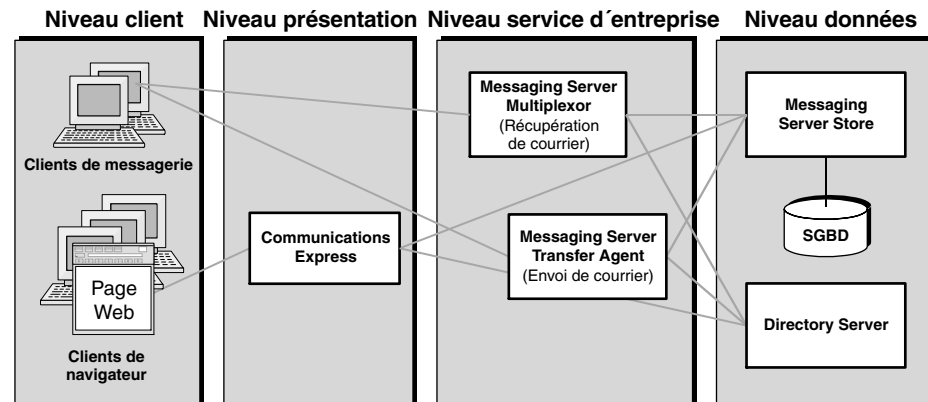 Niveau client
Niveau présentation
Niveau service d´entreprise
Niveau données
Clients de messagerie
Page
Web
Clients de
navigateur
Communications
Express
Messaging Server
Multiplexor
(Récupération
de courrier)
Messaging Server
Transfer Agent
(Envoi de courrier)
Messaging
Server Store
SGBD
Directory Server